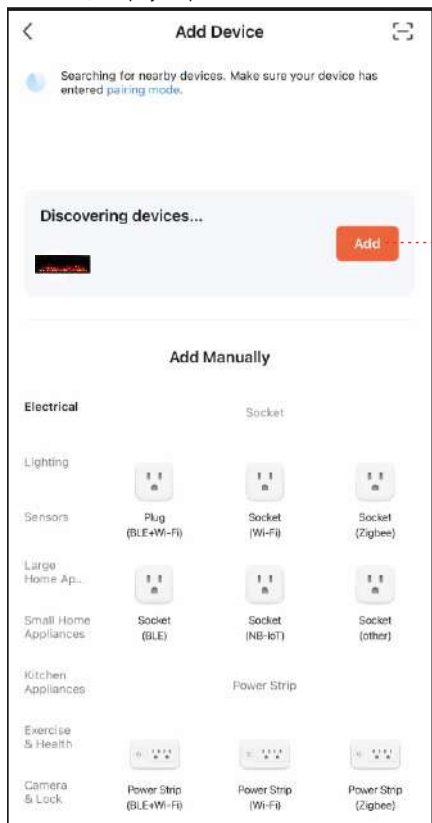 Add Device
Searching for nearby devices. Make sure your device has
entered pairing mode.
Discovering devices...
Add
Add Manually
Electrical
Socket
Lighting
Sensors
Plug
(BLE+Wi-Fi)
Socket
(Wi-Fi)
Socket
(Zigbee)
Large
Home Ap...
Small Home
Appliances
Socket
(BLE)
Socket
(NB-IoT)
Socket
(other)
Kitchen
Appliances
Power Strip
Exercise
& Health
Camera
& Lock
Power Strip
(BLE+Wi-Fi)
Power Strip
(Wi-Fi)
Power Strip
(Zigbee)